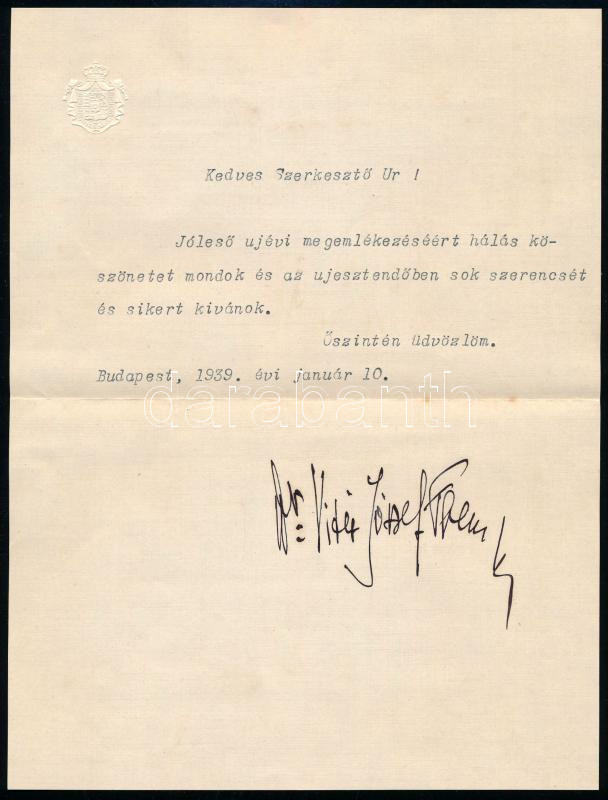 Kedves Szerkesztő Ur !
Jóleső ujévi megemlékezéséért hálás kö-
szönetet mondok és az ujesztendőben sok szerencsét
és sikert kivánok.
Őszintén üdvözlöm.
Budapest, 1939. évi január 10.
darabanth
Dr. Vitéz József Ferenc